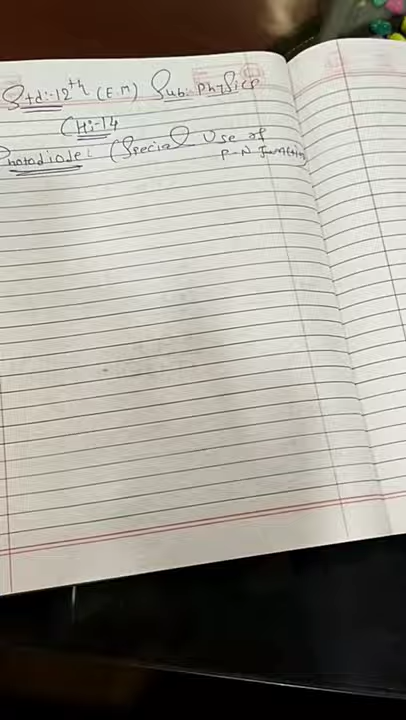 Std:-12th (E.M) Sub: Physics
CH:-14
Photodiode: (Special Use of
P-N Junction